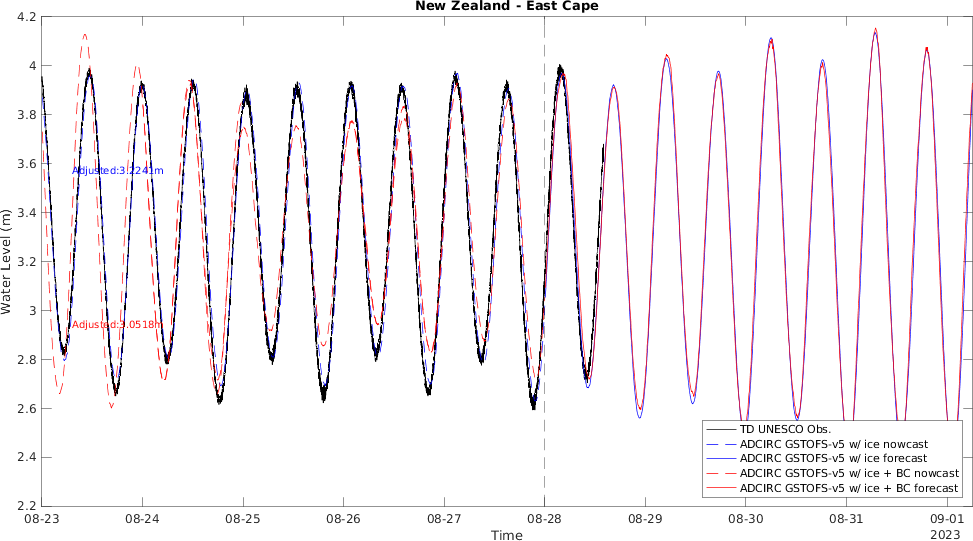 New Zealand - East Cape
4.2
4
3.8
3.6
3.4
3.2
3
2.8
2.6
2.4
2.2
Water Level (m)
Adjusted:3.2241m
Adjusted:3.0518m
TD UNESCO Obs.
ADCIRC GSTOFS-v5 w/ ice nowcast
ADCIRC GSTOFS-v5 w/ ice forecast
ADCIRC GSTOFS-v5 w/ ice + BC nowcast
ADCIRC GSTOFS-v5 w/ ice + BC forecast
08-23 08-24 08-25 08-26 08-27 08-28 08-29 08-30 08-31 09-01
2023
Time